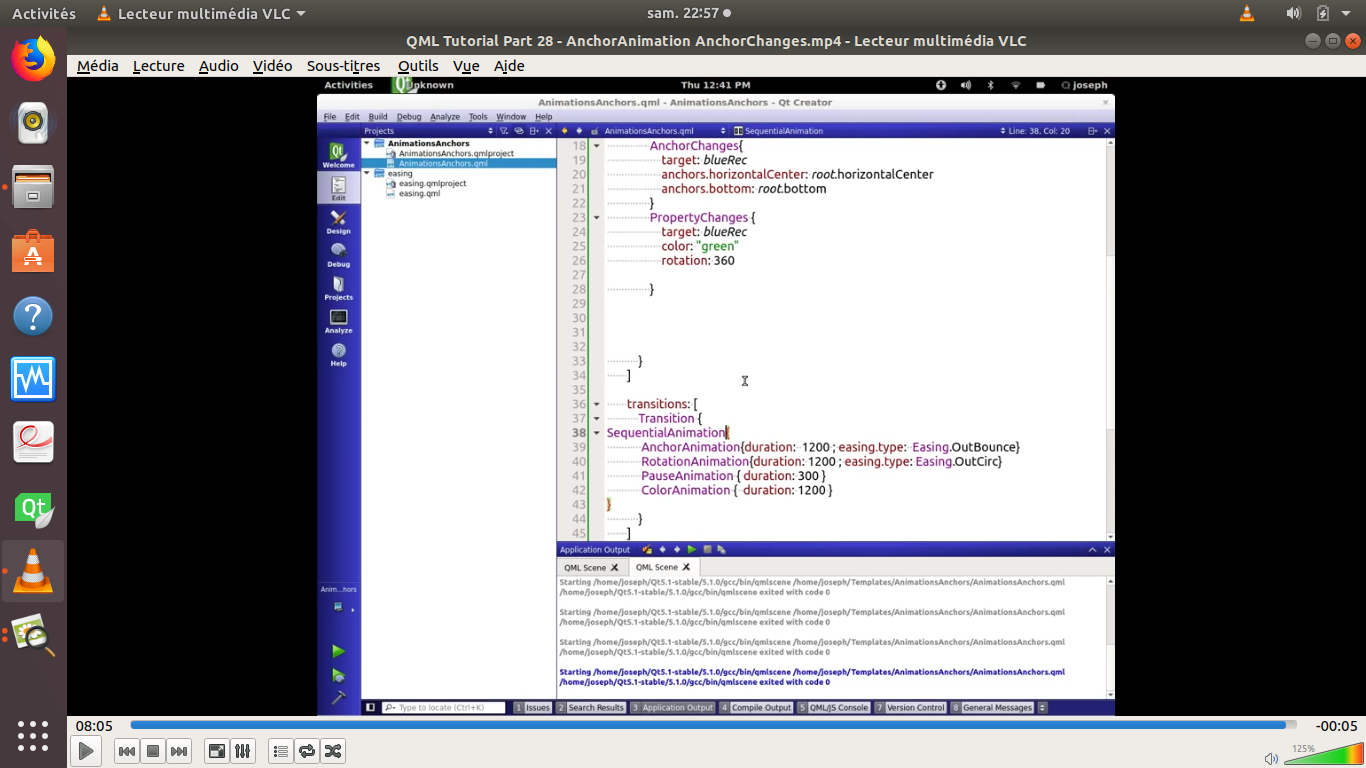 Activités Lecteur multimédia VLC sam. 22:57
QML Tutorial Part 28 - AnchorAnimation AnchorChanges.mp4 - Lecteur multimédia VLC
Média Lecture Audio Vidéo Sous-titres Outils Vue Aide
Activities Unknown Thu 12:41 PM joseph
AnimationsAnchors.qml - AnimationsAnchors - Qt Creator
File Edit Build Debug Analyze Tools Window Help
Projects AnimationsAnchors.qml SequentialAnimation Line: 38, Col: 20
Welcome
Edit
Design
Debug
Projects
Analyze
Help
Anim...hors
AnimationsAnchors
AnimationsAnchors.qmlproject
AnimationsAnchors.qml
easing
easing.qmlproject
easing.qml
18 AnchorChanges{
19 target: blueRec
20 anchors.horizontalCenter: root.horizontalCenter
21 anchors.bottom: root.bottom
22 }
23 PropertyChanges {
24 target: blueRec
25 color: "green"
26 rotation: 360
27
28 }
29
30
31
32
33 }
34 ]
35
36 transitions: [
37 Transition {
38 SequentialAnimation{
39 AnchorAnimation{duration: 1200 ; easing.type: Easing.OutBounce}
40 RotationAnimation{duration: 1200 ; easing.type: Easing.OutCirc}
41 PauseAnimation { duration: 300 }
42 ColorAnimation { duration: 1200 }
43 }
44 }
45 ]
Application Output
QML Scene QML Scene
Starting /home/joseph/Qt5.1-stable/5.1.0/gcc/bin/qmlscene /home/joseph/Templates/AnimationsAnchors/AnimationsAnchors.qml
/home/joseph/Qt5.1-stable/5.1.0/gcc/bin/qmlscene exited with code 0
Starting /home/joseph/Qt5.1-stable/5.1.0/gcc/bin/qmlscene /home/joseph/Templates/AnimationsAnchors/AnimationsAnchors.qml
/home/joseph/Qt5.1-stable/5.1.0/gcc/bin/qmlscene exited with code 0
Starting /home/joseph/Qt5.1-stable/5.1.0/gcc/bin/qmlscene /home/joseph/Templates/AnimationsAnchors/AnimationsAnchors.qml
/home/joseph/Qt5.1-stable/5.1.0/gcc/bin/qmlscene exited with code 0
Starting /home/joseph/Qt5.1-stable/5.1.0/gcc/bin/qmlscene /home/joseph/Templates/AnimationsAnchors/AnimationsAnchors.qml
/home/joseph/Qt5.1-stable/5.1.0/gcc/bin/qmlscene exited with code 0
Type to locate (Ctrl+K) 1 Issues 2 Search Results 3 Application Output 4 Compile Output 5 QML/JS Console 7 Version Control 8 General Messages
08:05 -00:05
125%